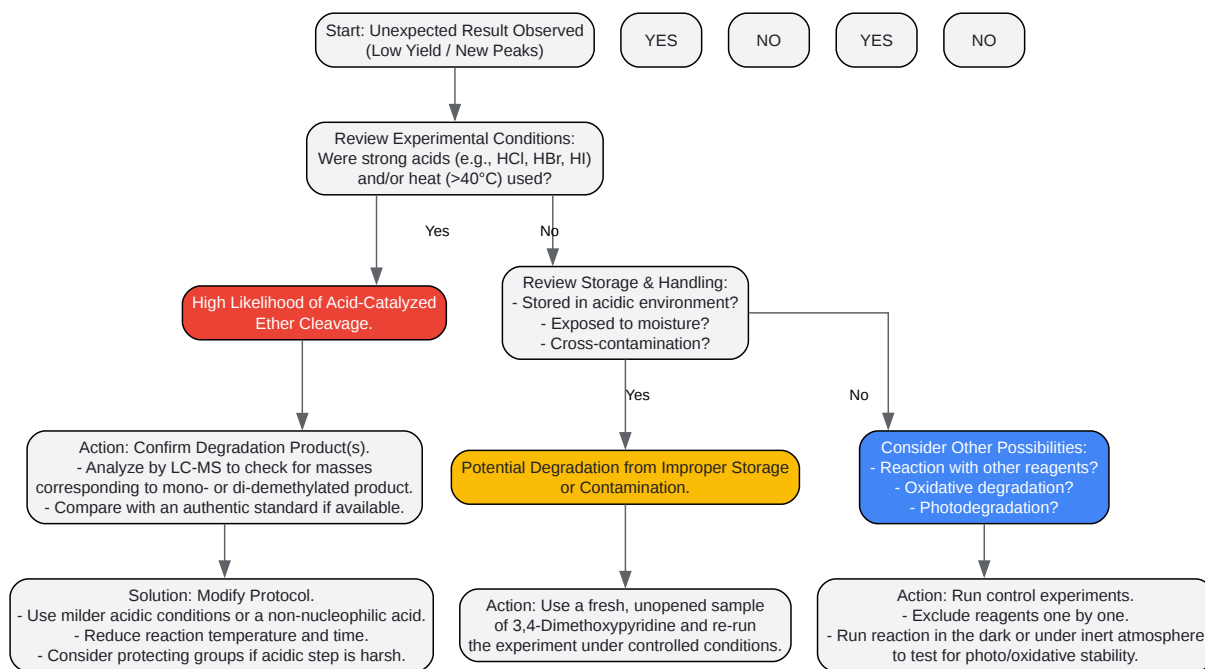 Start: Unexpected Result Observed
(Low Yield / New Peaks)
YES
NO
YES
NO
Review Experimental Conditions:
Were strong acids (e.g., HCl, HBr, HI)
and/or heat (>40°C) used?
Yes
No
High Likelihood of Acid-Catalyzed
Ether Cleavage.
Review Storage & Handling:
- Stored in acidic environment?
- Exposed to moisture?
- Cross-contamination?
Yes
No
Action: Confirm Degradation Product(s).
- Analyze by LC-MS to check for masses
corresponding to mono- or di-demethylated product.
- Compare with an authentic standard if available.
Potential Degradation from Improper Storage
or Contamination.
Consider Other Possibilities:
- Reaction with other reagents?
- Oxidative degradation?
- Photodegradation?
Solution: Modify Protocol.
- Use milder acidic conditions or a non-nucleophilic acid.
- Reduce reaction temperature and time.
- Consider protecting groups if acidic step is harsh.
Action: Use a fresh, unopened sample
of 3,4-Dimethoxypyridine and re-run
the experiment under controlled conditions.
Action: Run control experiments.
- Exclude reagents one by one.
- Run reaction in the dark or under inert atmosphere
to test for photo/oxidative stability.